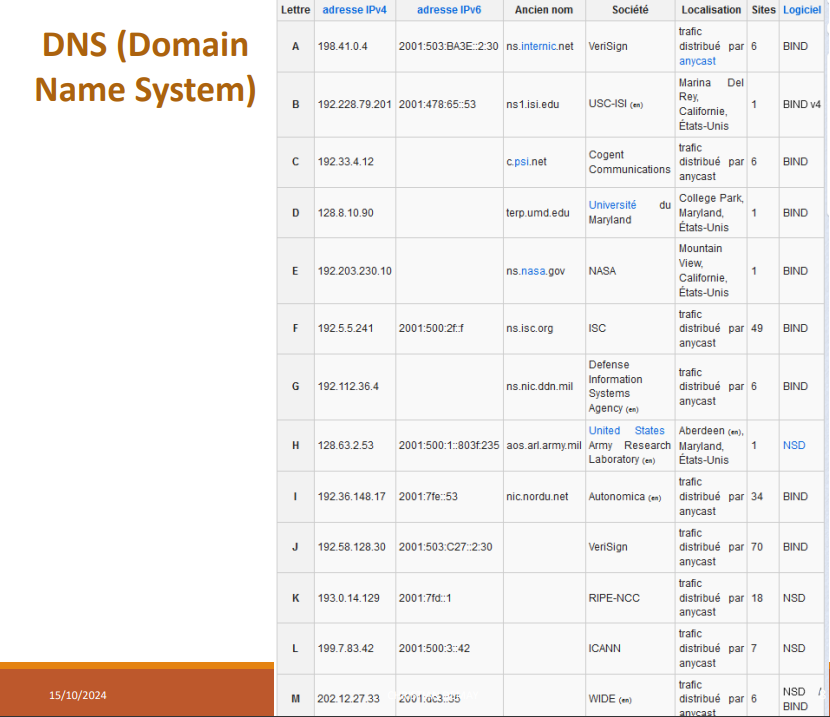 DNS (Domain
Name System)
Lettre adresse IPv4 adresse IPv6 Ancien nom Société Localisation Sites Logiciel
A 198.41.0.4 2001:503:BA3E::2:30 ns.internic.net VeriSign trafic distribué par anycast 6 BIND
B 192.228.79.201 2001:478:65::53 ns1.isi.edu USC-ISI (en) Marina Del Rey, Californie, États-Unis 1 BIND v4
C 192.33.4.12 c.psi.net Cogent Communications trafic distribué par anycast 6 BIND
D 128.8.10.90 terp.umd.edu Université du Maryland College Park, Maryland, États-Unis 1 BIND
E 192.203.230.10 ns.nasa.gov NASA Mountain View, Californie, États-Unis 1 BIND
F 192.5.5.241 2001:500:2f::f ns.isc.org ISC trafic distribué par anycast 49 BIND
G 192.112.36.4 ns.nic.ddn.mil Defense Information Systems Agency (en) trafic distribué par anycast 6 BIND
H 128.63.2.53 2001:500:1::803f:235 aos.arl.army.mil United States Army Research Laboratory (en) Aberdeen (en), Maryland, États-Unis 1 NSD
I 192.36.148.17 2001:7fe::53 nic.nordu.net Autonomica (en) trafic distribué par anycast 34 BIND
J 192.58.128.30 2001:503:C27::2:30 VeriSign trafic distribué par anycast 70 BIND
K 193.0.14.129 2001:7fd::1 RIPE-NCC trafic distribué par anycast 18 NSD
L 199.7.83.42 2001:500:3::42 ICANN trafic distribué par anycast 7 NSD
M 202.12.27.33 2001:dc3::35 WIDE (en) trafic distribué par anycast 6 NSD / BIND
15/10/2024